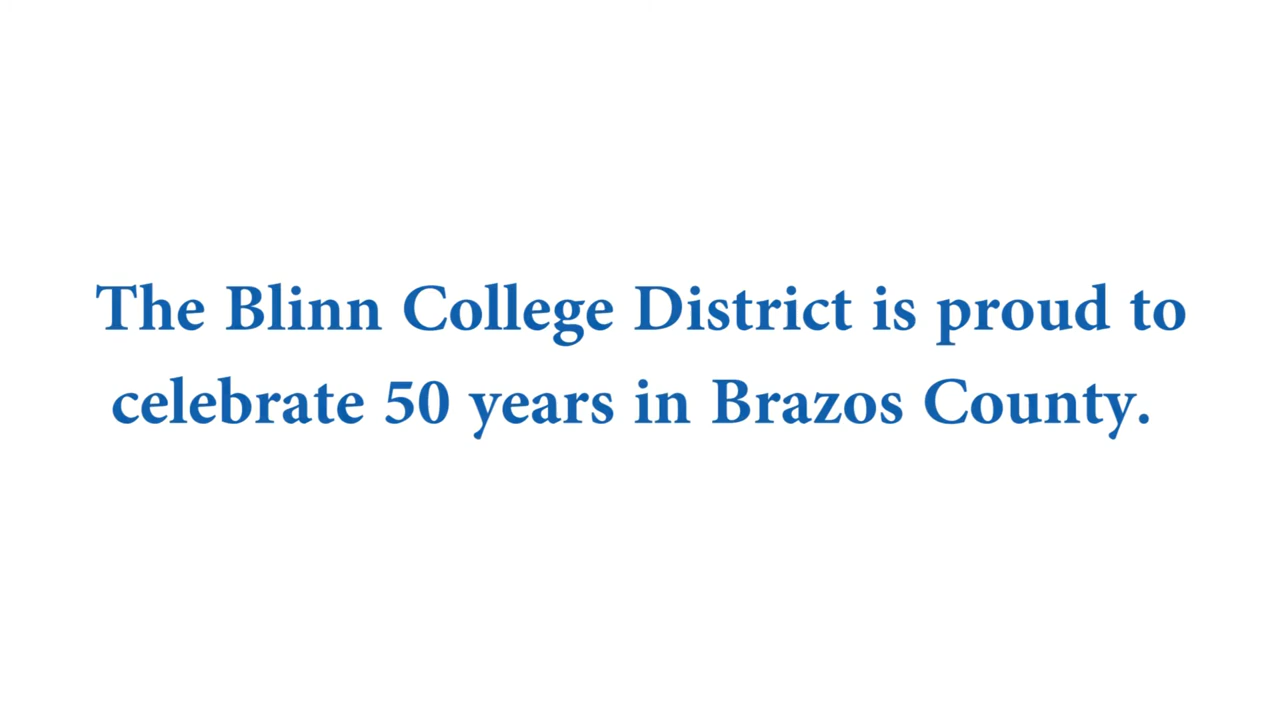 The Blinn College District is proud to
celebrate 50 years in Brazos County.